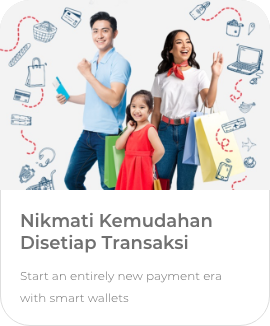 Nikmati Kemudahan
Disetiap Transaksi
Start an entirely new payment era
with smart wallets